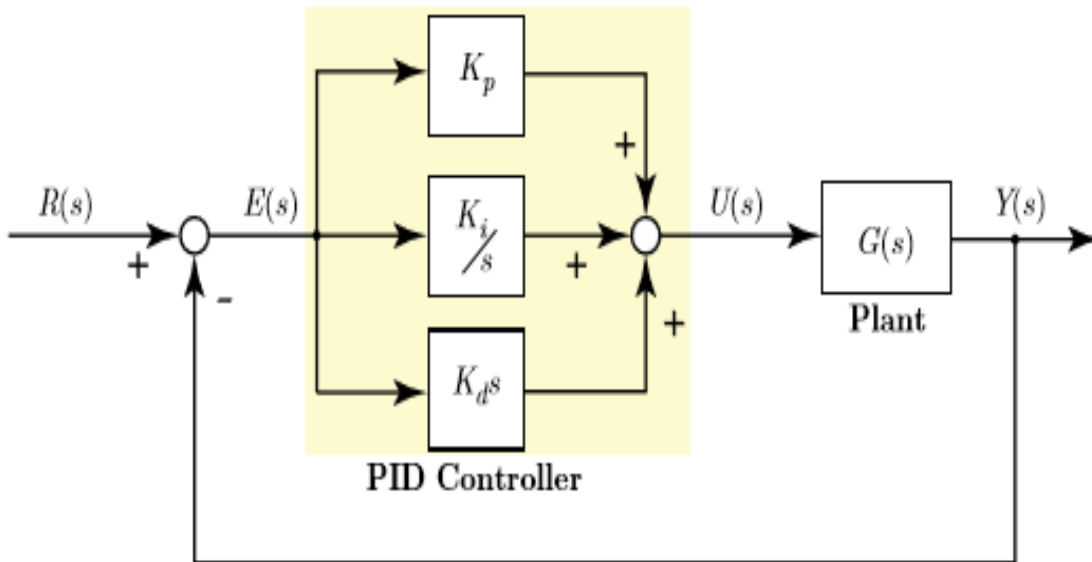 K_p
+
R(s)
E(s)
K_i/s
U(s)
G(s)
Y(s)
+
+
-
Plant
+
K_d s
PID Controller